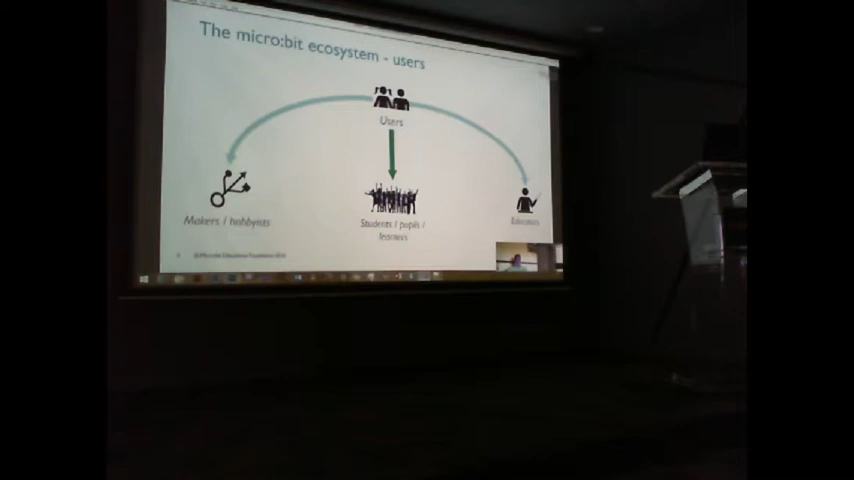 The micro:bit ecosystem - users
Users
Makers / hobbyists
Students / pupils /
learners
Educators